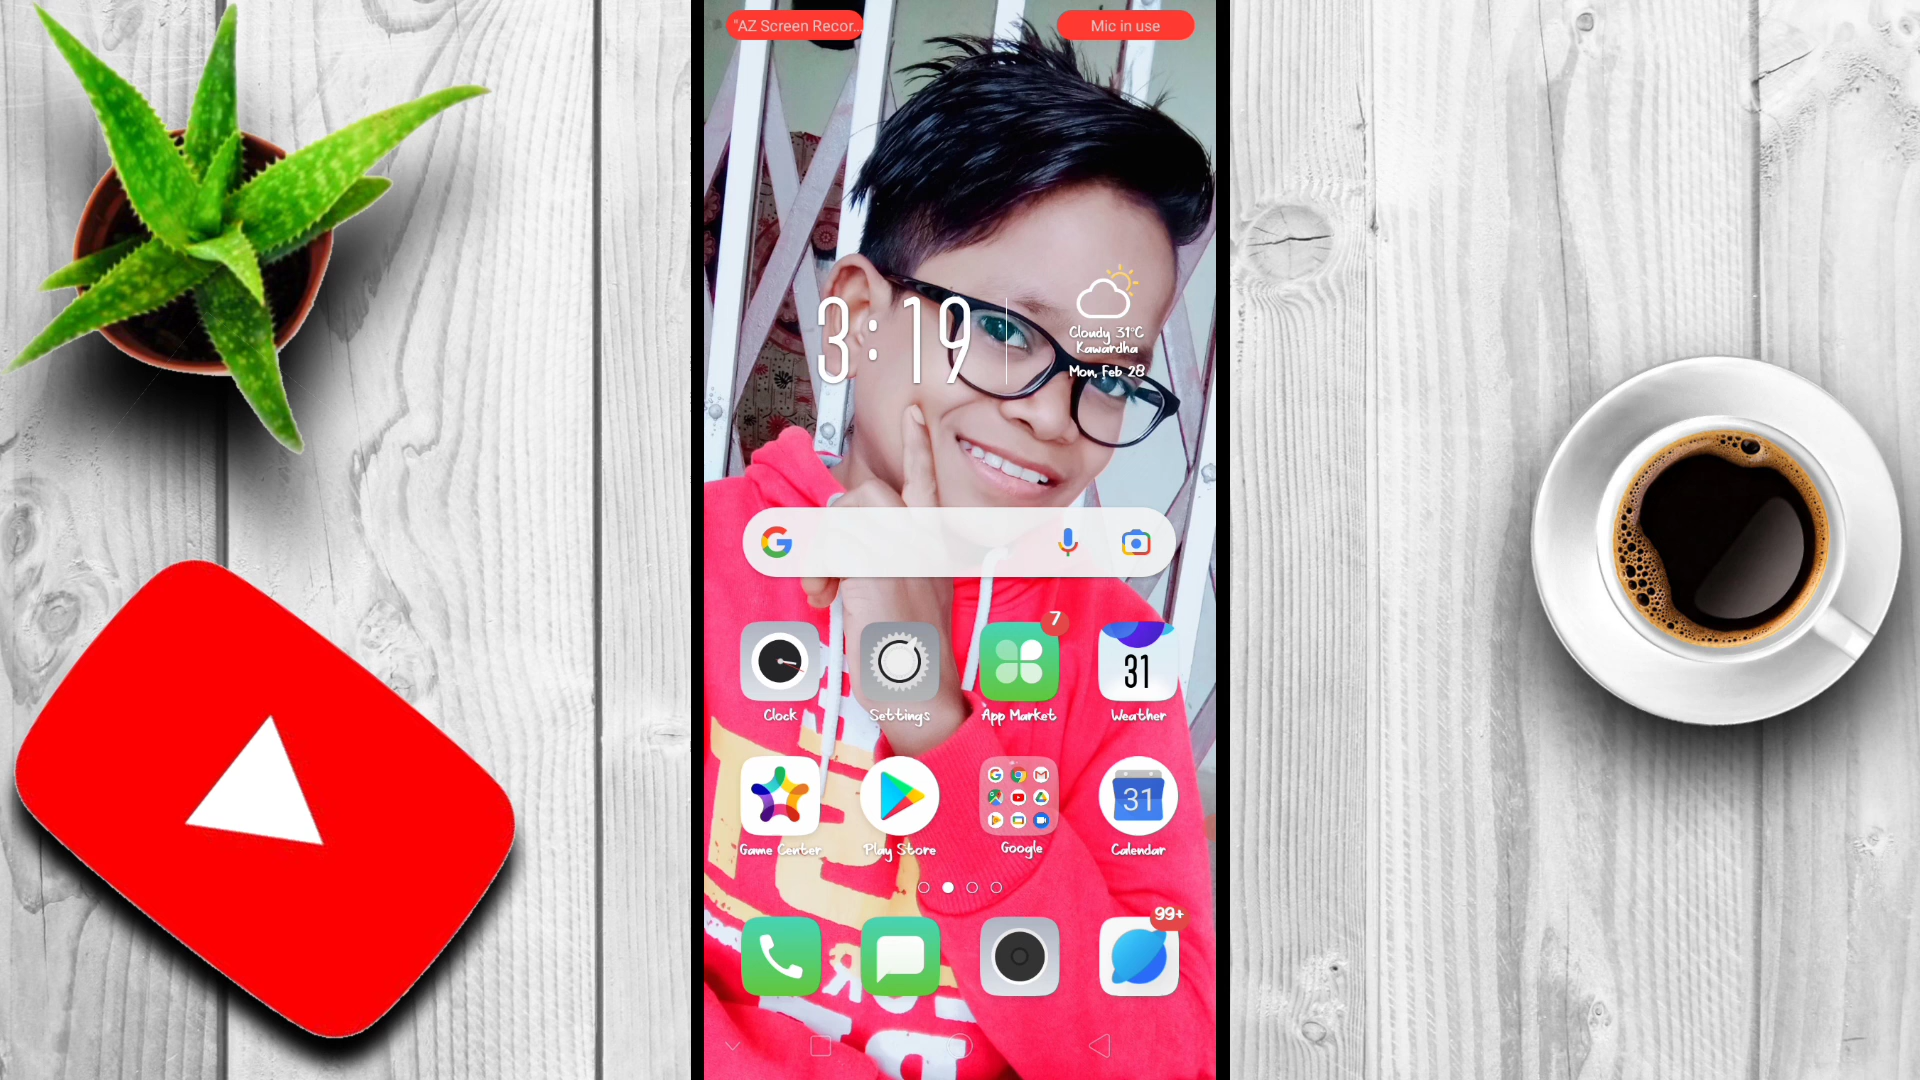 "AZ Screen Recor...
Mic in use
3:19
Cloudy 31°C
Kawardha
Mon, Feb 28
7
31
Clock
Settings
App Market
Weather
31
Game Center
Play Store
Google
Calendar
99+